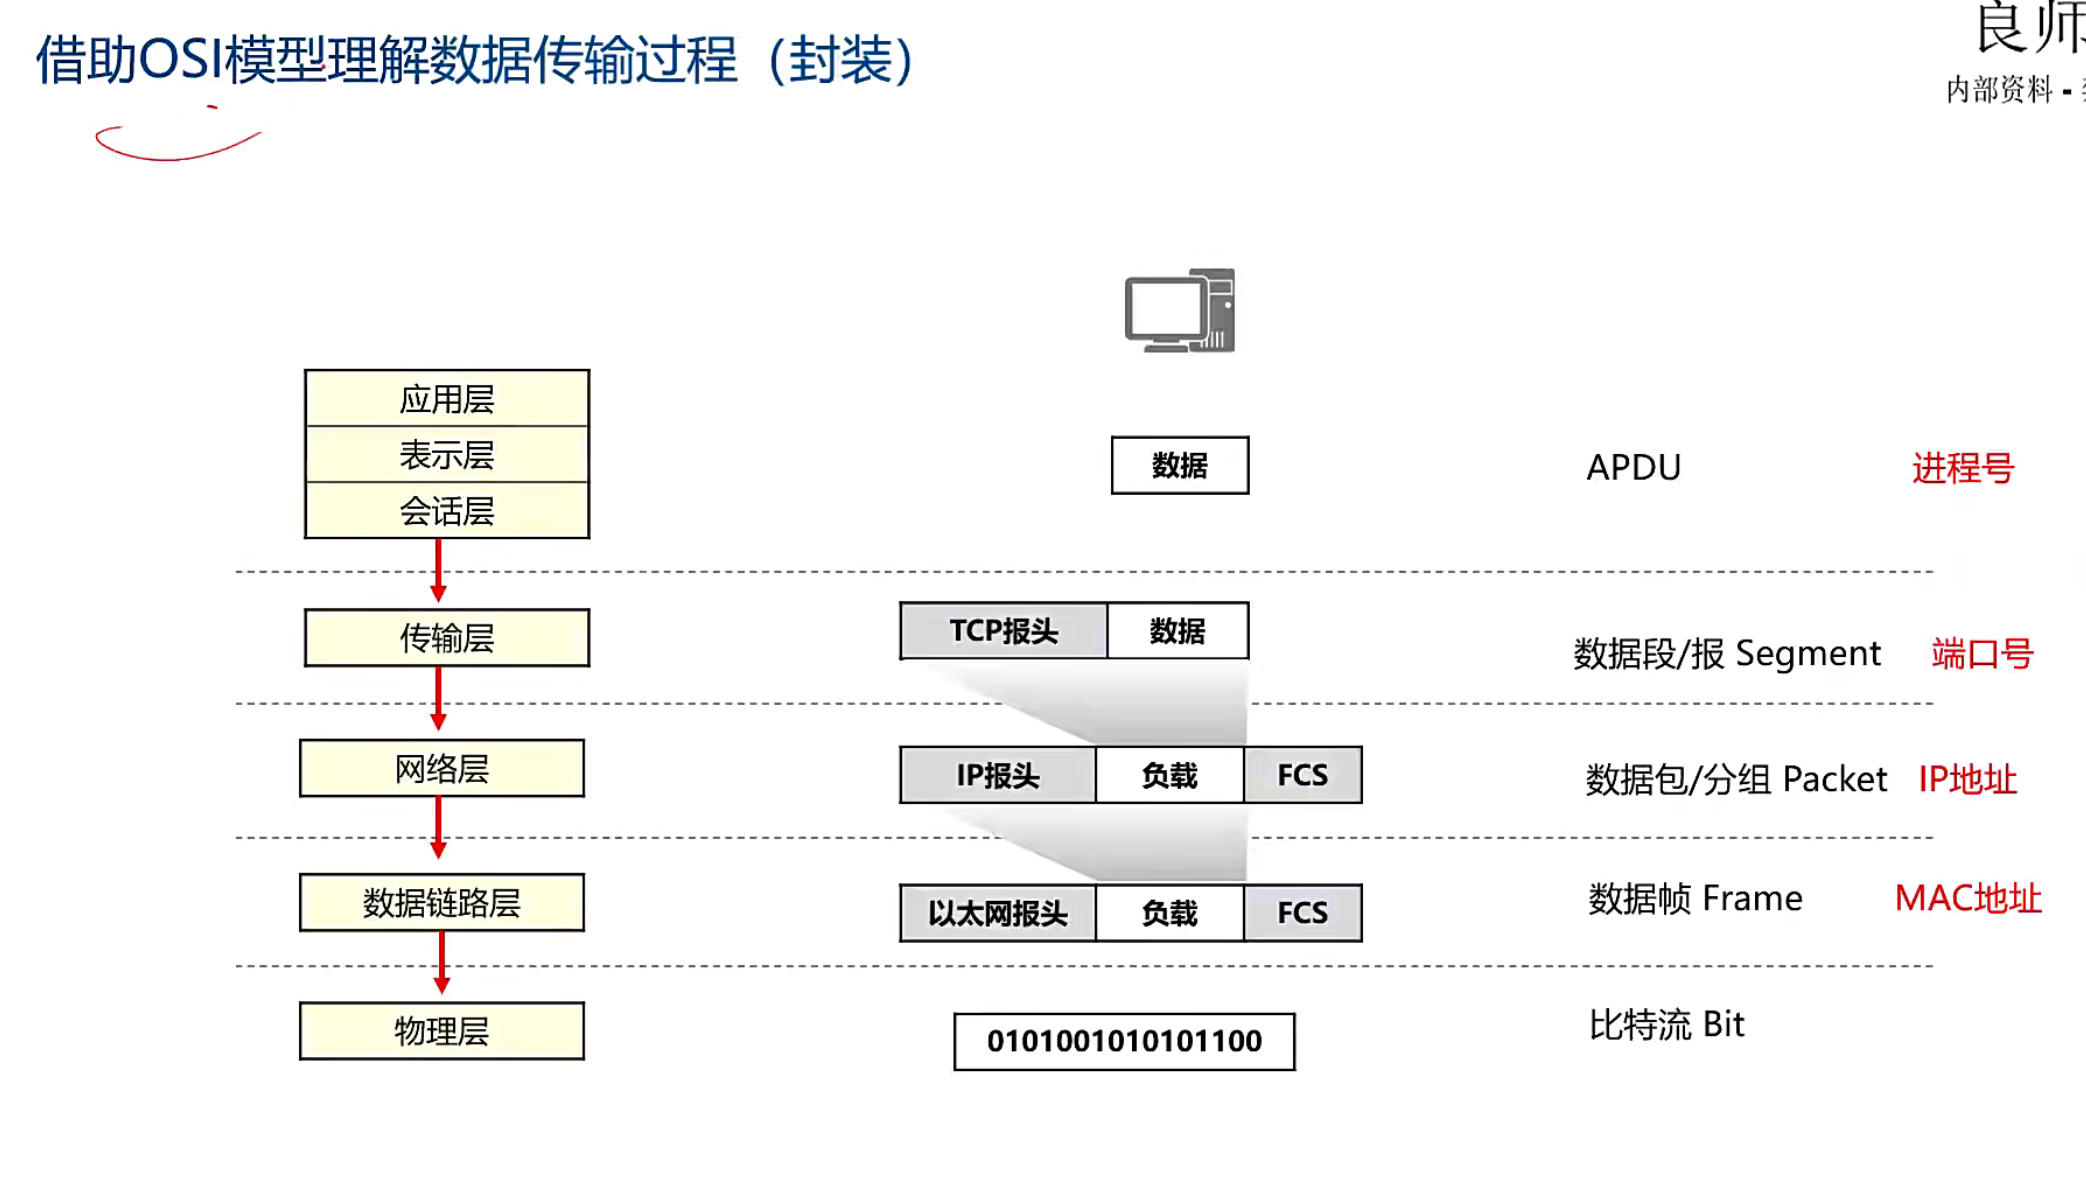 借助OSI模型理解数据传输过程（封装）
良师
内部资料 -
应用层
表示层
会话层
数据
APDU
进程号
传输层
TCP报头 数据
数据段/报 Segment
端口号
网络层
IP报头 负载 FCS
数据包/分组 Packet
IP地址
数据链路层
以太网报头 负载 FCS
数据帧 Frame
MAC地址
物理层
0101001010101100
比特流 Bit